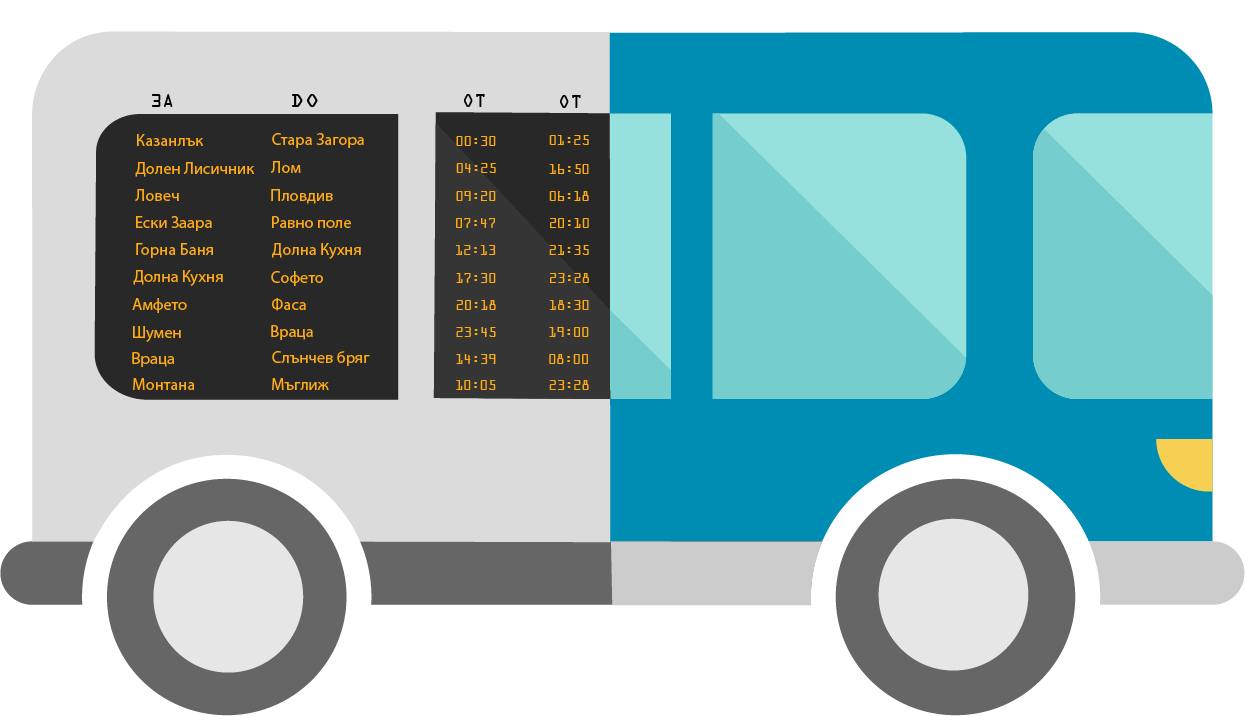 ЗА DO ОТ ОТ
Казанлък Стара Загора 00:30 01:25
Долен Лисичник Лом 04:25 16:50
Ловеч Пловдив 09:20 06:18
Ески Заара Равно поле 07:47 20:10
Горна Баня Долна Кухня 12:13 21:35
Долна Кухня Софето 17:30 23:28
Амфето Фаса 20:18 18:30
Шумен Враца 23:45 19:00
Враца Слънчев бряг 14:39 08:00
Монтана Мъглиж 10:05 23:28